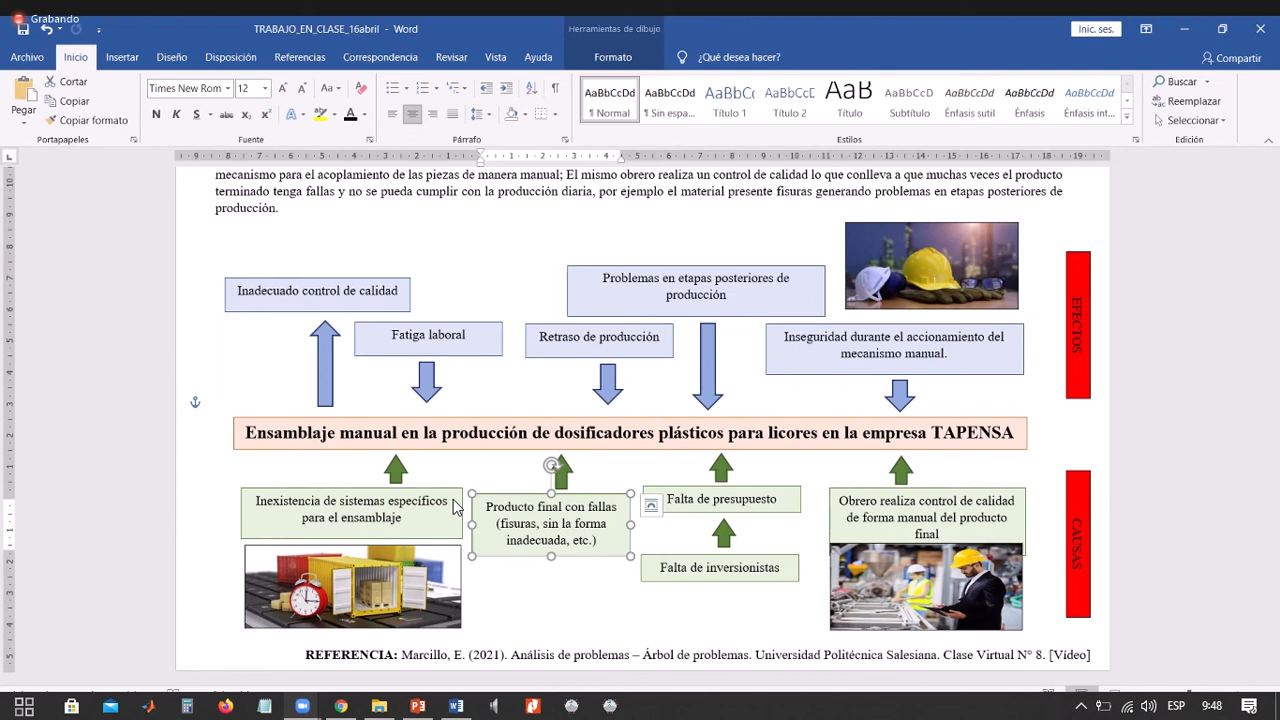 Grabando
TRABAJO_EN_CLASE_16abril - Word
Herramientas de dibujo
Inic. ses.
Archivo
Inicio
Insertar
Diseño
Disposición
Referencias
Correspondencia
Revisar
Vista
Ayuda
Formato
¿Qué desea hacer?
Compartir
Pegar
Cortar
Copiar
Copiar formato
Portapapeles
Times New Rom
12
Aa
N K S abc x₂ x²
Fuente
Párrafo
AaBbCcDd
¶ Normal
AaBbCcDd
¶ Sin espa...
AaBbCc
Título 1
AaBbCcD
Título 2
AaB
Título
AaBbCcD
Subtítulo
AaBbCcDd
Énfasis sutil
AaBbCcDd
Énfasis
AaBbCcDd
Énfasis int...
Estilos
Buscar
Reemplazar
Seleccionar
Edición
mecanismo para el acoplamiento de las piezas de manera manual; El mismo obrero realiza un control de calidad lo que conlleva a que muchas veces el producto
terminado tenga fallas y no se pueda cumplir con la producción diaria, por ejemplo el material presente fisuras generando problemas en etapas posteriores de
producción.
Inadecuado control de calidad
Problemas en etapas posteriores de
producción
Fatiga laboral
Retraso de producción
Inseguridad durante el accionamiento del
mecanismo manual.
EFECTOS
Ensamblaje manual en la producción de dosificadores plásticos para licores en la empresa TAPENSA
Inexistencia de sistemas específicos
para el ensamblaje
Producto final con fallas
(fisuras, sin la forma
inadecuada, etc.)
Falta de presupuesto
Falta de inversionistas
Obrero realiza control de calidad
de forma manual del producto
final
CAUSAS
REFERENCIA: Marcillo, E. (2021). Análisis de problemas – Árbol de problemas. Universidad Politécnica Salesiana. Clase Virtual N° 8. [Vídeo]
ESP
9:48